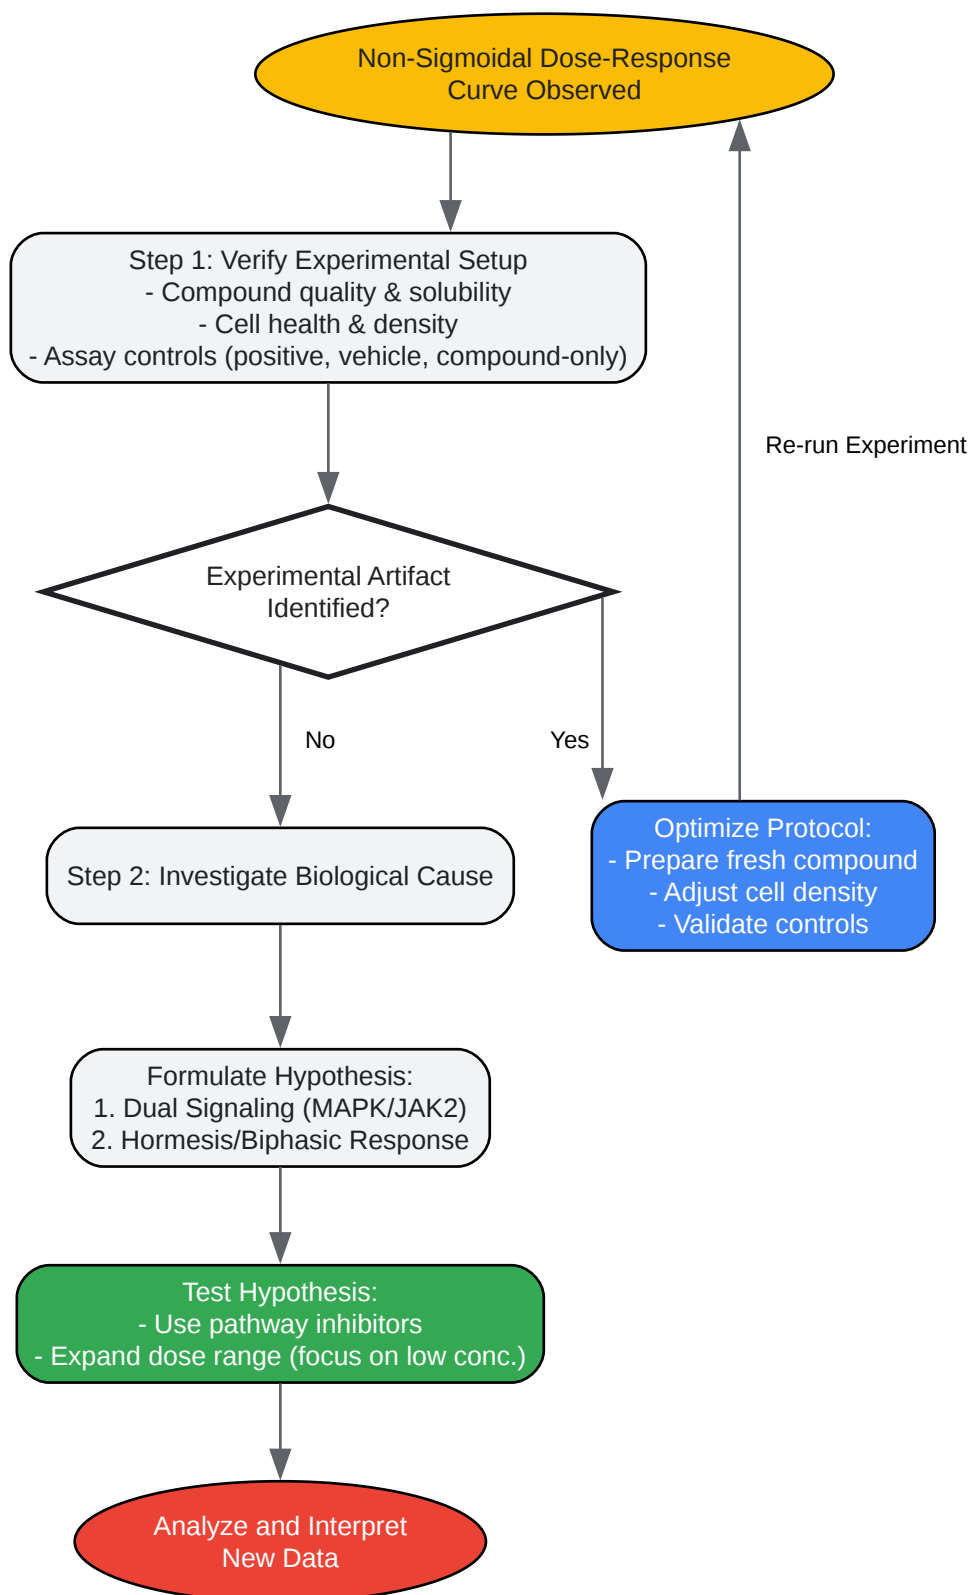 Non-Sigmoidal Dose-Response
Curve Observed
Step 1: Verify Experimental Setup
- Compound quality & solubility
- Cell health & density
- Assay controls (positive, vehicle, compound-only)
Re-run Experiment
Experimental Artifact
Identified?
No
Yes
Optimize Protocol:
- Prepare fresh compound
- Adjust cell density
- Validate controls
Step 2: Investigate Biological Cause
Formulate Hypothesis:
1. Dual Signaling (MAPK/JAK2)
2. Hormesis/Biphasic Response
Test Hypothesis:
- Use pathway inhibitors
- Expand dose range (focus on low conc.)
Analyze and Interpret
New Data